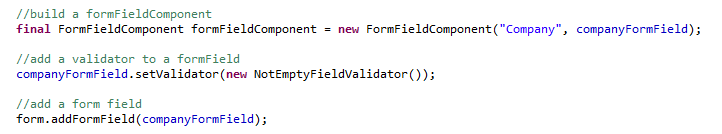 //build a formFieldComponent
final FormFieldComponent formFieldComponent = new FormFieldComponent("Company", companyFormField);
//add a validator to a formField
companyFormField.setValidator(new NotEmptyFieldValidator());
//add a form field
form.addFormField(companyFormField);